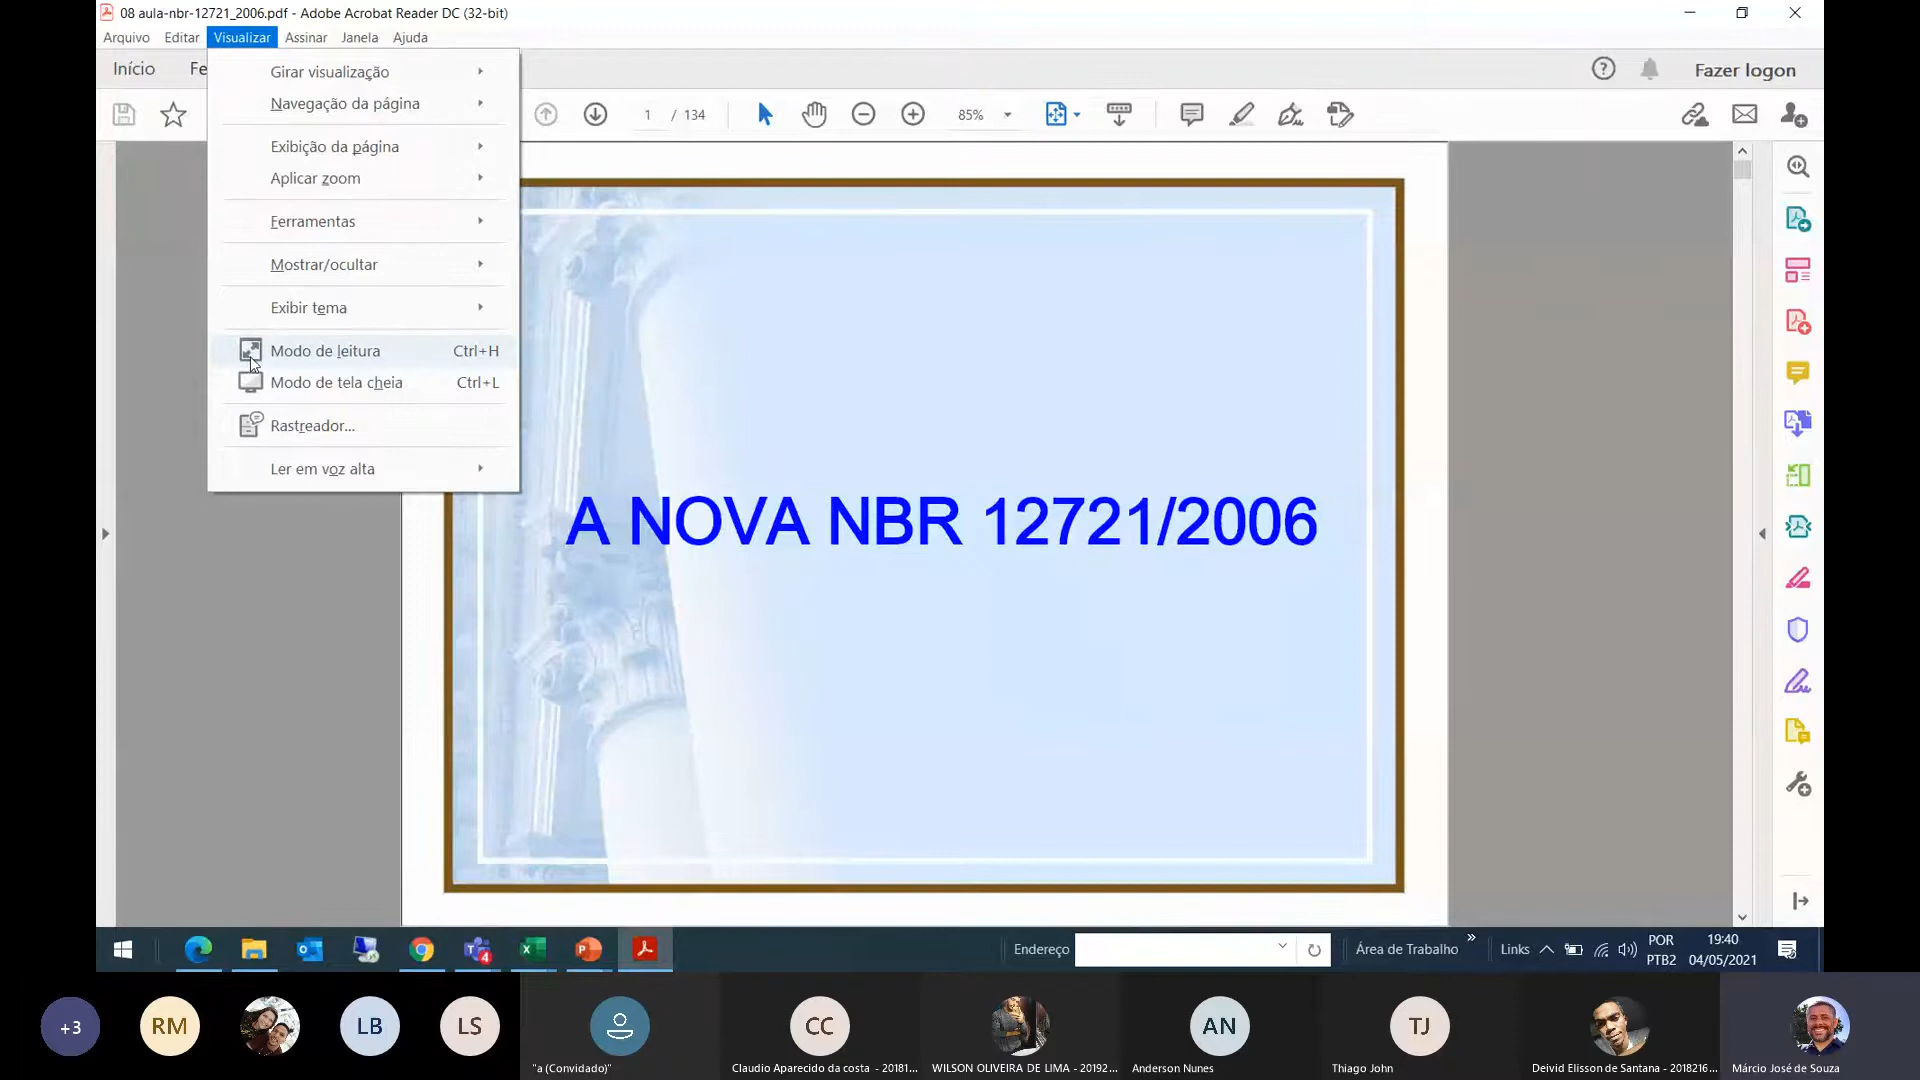 08 aula-nbr-12721_2006.pdf - Adobe Acrobat Reader DC (32-bit)
Arquivo Editar Visualizar Assinar Janela Ajuda
Início Fe
Fazer logon
1 / 134
85%
Girar visualização
Navegação da página
Exibição da página
Aplicar zoom
Ferramentas
Mostrar/ocultar
Exibir tema
Modo de leitura Ctrl+H
Modo de tela cheia Ctrl+L
Rastreador...
Ler em voz alta
A NOVA NBR 12721/2006
Endereço
Área de Trabalho
»
Links
POR
PTB2
19:40
04/05/2021
4
+3
RM
LB
LS
CC
AN
TJ
"a (Convidado)"
Claudio Aparecido da costa - 20181...
WILSON OLIVEIRA DE LIMA - 20192...
Anderson Nunes
Thiago John
Deivid Elisson de Santana - 2018216...
Márcio José de Souza